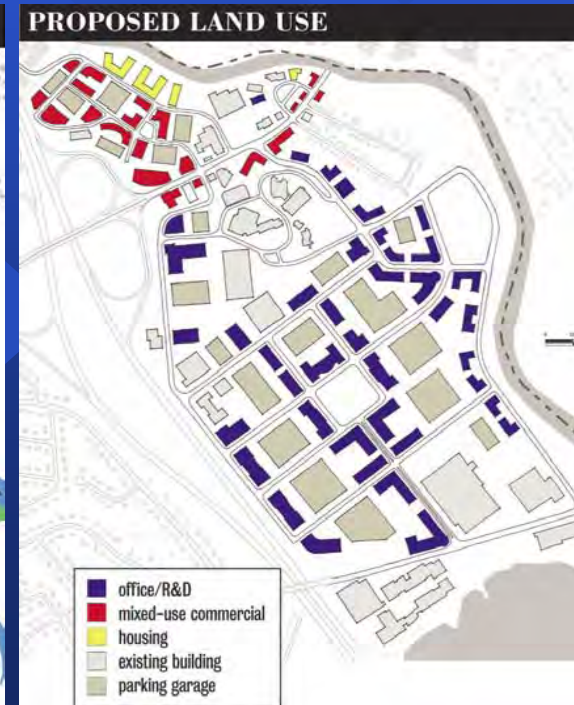 PROPOSED LAND USE
office/R&D
mixed-use commercial
housing
existing building
parking garage